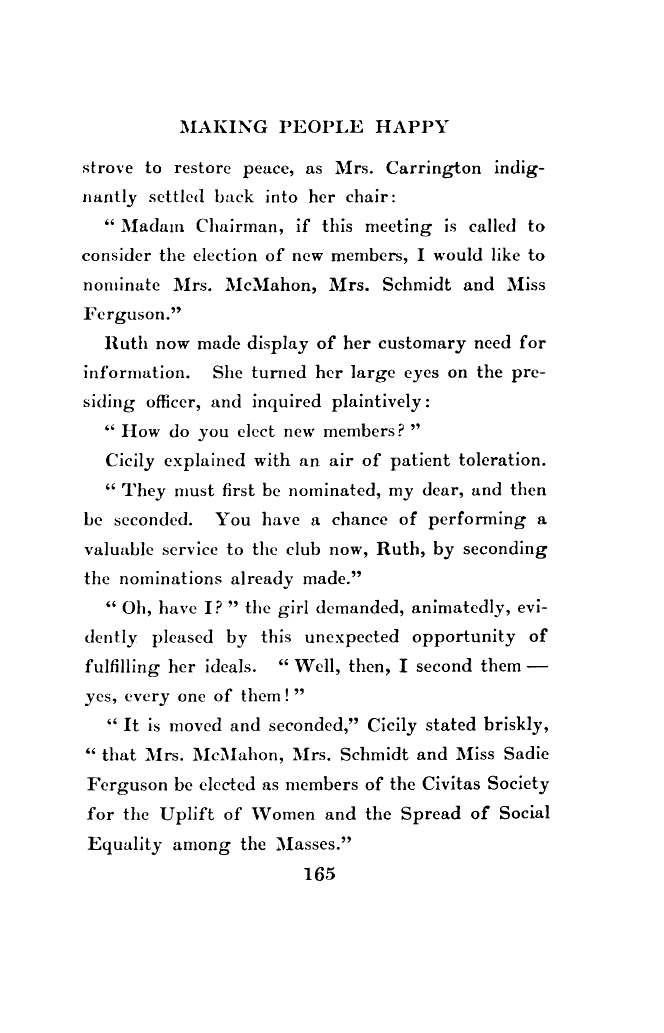 MAKING PEOPLE HAPPY
strove to restore peace, as Mrs. Carrington indig-
nantly settled back into her chair:
“ Madam Chairman, if this meeting is called to
consider the election of new members, I would like to
nominate Mrs. McMahon, Mrs. Schmidt and Miss
Ferguson.”
Ruth now made display of her customary need for
information. She turned her large eyes on the pre-
siding officer, and inquired plaintively:
“ How do you elect new members? ”
Cicily explained with an air of patient toleration.
“ They must first be nominated, my dear, and then
be seconded. You have a chance of performing a
valuable service to the club now, Ruth, by seconding
the nominations already made.”
“ Oh, have I? ” the girl demanded, animatedly, evi-
dently pleased by this unexpected opportunity of
fulfilling her ideals. “ Well, then, I second them —
yes, every one of them! ”
“ It is moved and seconded,” Cicily stated briskly,
“ that Mrs. McMahon, Mrs. Schmidt and Miss Sadie
Ferguson be elected as members of the Civitas Society
for the Uplift of Women and the Spread of Social
Equality among the Masses.”
165